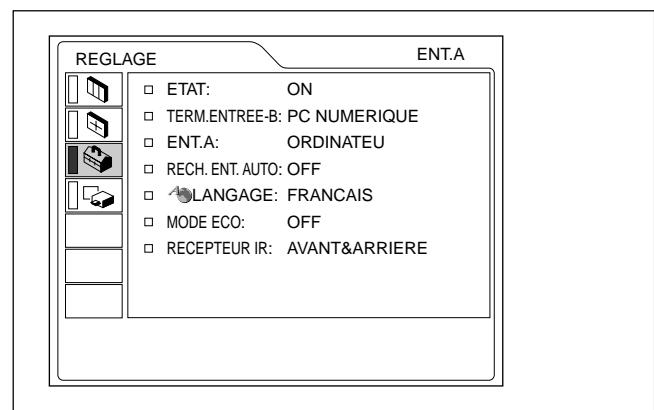 REGLAGE ENT.A
ETAT: ON
TERM.ENTREE-B: PC NUMERIQUE
ENT.A: ORDINATEU
RECH. ENT. AUTO: OFF
LANGAGE: FRANCAIS
MODE ECO: OFF
RECEPTEUR IR: AVANT&ARRIERE